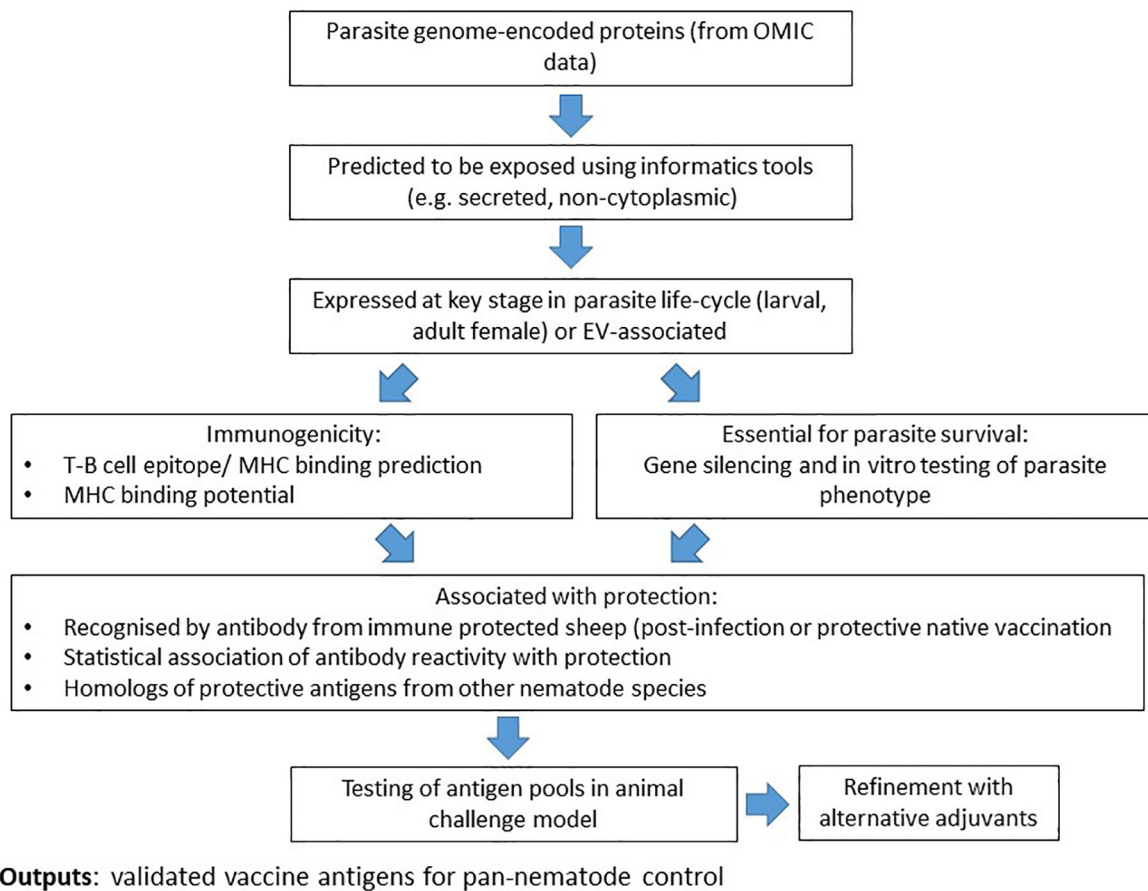 Parasite genome-encoded proteins (from OMIC
data)
Predicted to be exposed using informatics tools
(e.g. secreted, non-cytoplasmic)
Expressed at key stage in parasite life-cycle (larval,
adult female) or EV-associated
Immunogenicity:
• T-B cell epitope/ MHC binding prediction
• MHC binding potential
Essential for parasite survival:
Gene silencing and in vitro testing of parasite
phenotype
Associated with protection:
• Recognised by antibody from immune protected sheep (post-infection or protective native vaccination
• Statistical association of antibody reactivity with protection
• Homologs of protective antigens from other nematode species
Testing of antigen pools in animal
challenge model
Refinement with
alternative adjuvants
Outputs: validated vaccine antigens for pan-nematode control